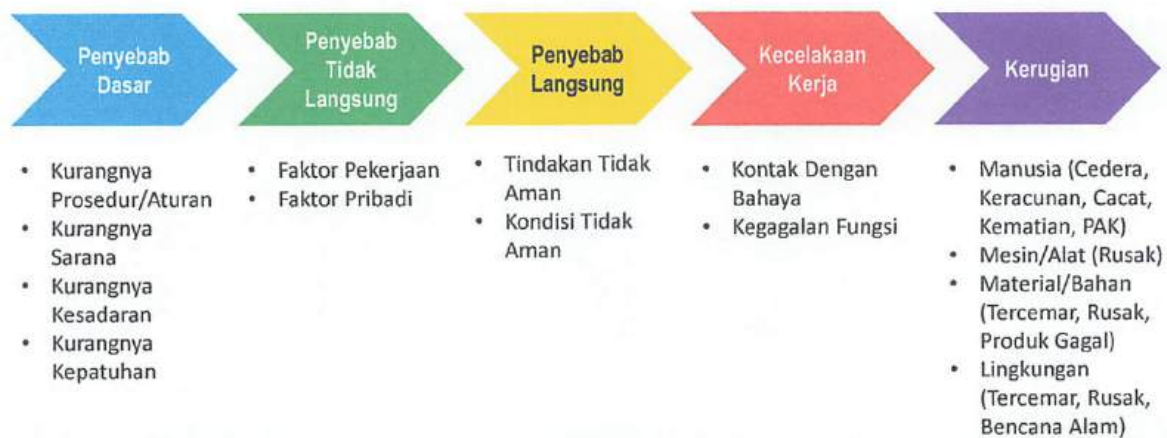 Penyebab
Dasar
Penyebab
Tidak
Langsung
Penyebab
Langsung
Kecelakaan
Kerja
Kerugian
• Kurangnya
Prosedur/Aturan
• Kurangnya
Sarana
• Kurangnya
Kesadaran
• Kurangnya
Kepatuhan
• Faktor Pekerjaan
• Faktor Pribadi
• Tindakan Tidak
Aman
• Kondisi Tidak
Aman
• Kontak Dengan
Bahaya
• Kegagalan Fungsi
• Manusia (Cedera,
Keracunan, Cacat,
Kematian, PAK)
• Mesin/Alat (Rusak)
• Material/Bahan
(Tercemar, Rusak,
Produk Gagal)
• Lingkungan
(Tercemar, Rusak,
Bencana Alam)